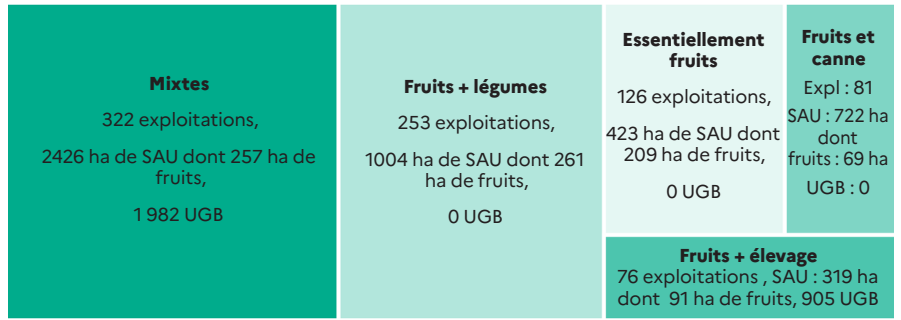 Mixtes
322 exploitations,
2426 ha de SAU dont 257 ha de
fruits,
1 982 UGB
Fruits + légumes
253 exploitations,
1004 ha de SAU dont 261
ha de fruits,
0 UGB
Essentiellement
fruits
126 exploitations,
423 ha de SAU dont
209 ha de fruits,
0 UGB
Fruits et
canne
Expl : 81
SAU : 722 ha
dont
fruits : 69 ha
UGB : 0
Fruits + élevage
76 exploitations , SAU : 319 ha
dont 91 ha de fruits, 905 UGB